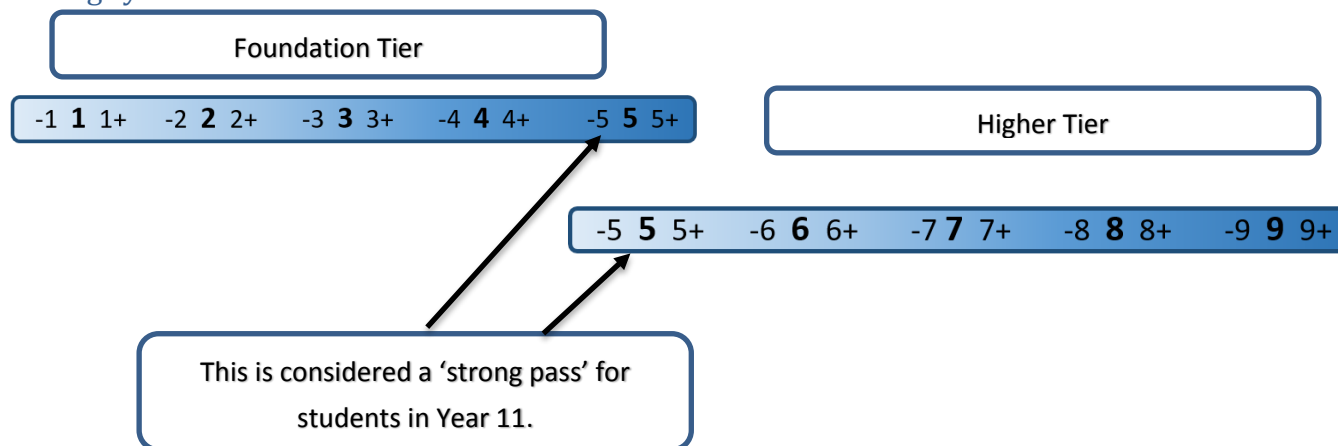 Foundation Tier
-1 1 1+ -2 2 2+ -3 3 3+ -4 4 4+ -5 5 5+
Higher Tier
-5 5 5+ -6 6 6+ -7 7 7+ -8 8 8+ -9 9 9+
This is considered a ‘strong pass’ for
students in Year 11.